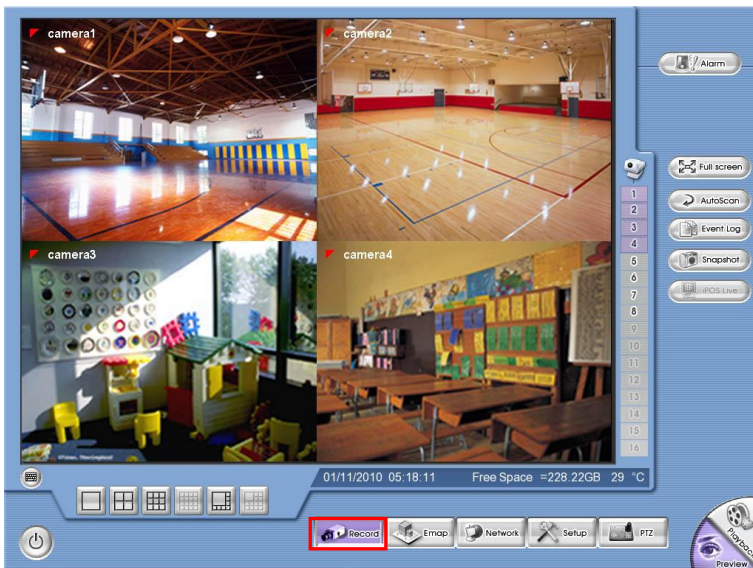 camera1
camera2
Alarm
Full screen
1
AutoScan
2
3
Event Log
4
camera3
camera4
5
Snapshot
6
7
iPOS Live
8
9
10
11
12
13
14
15
16
01/11/2010 05:18:11 Free Space =228.22GB 29 °C
Record
Emap
Network
Setup
PTZ
Playback
Preview